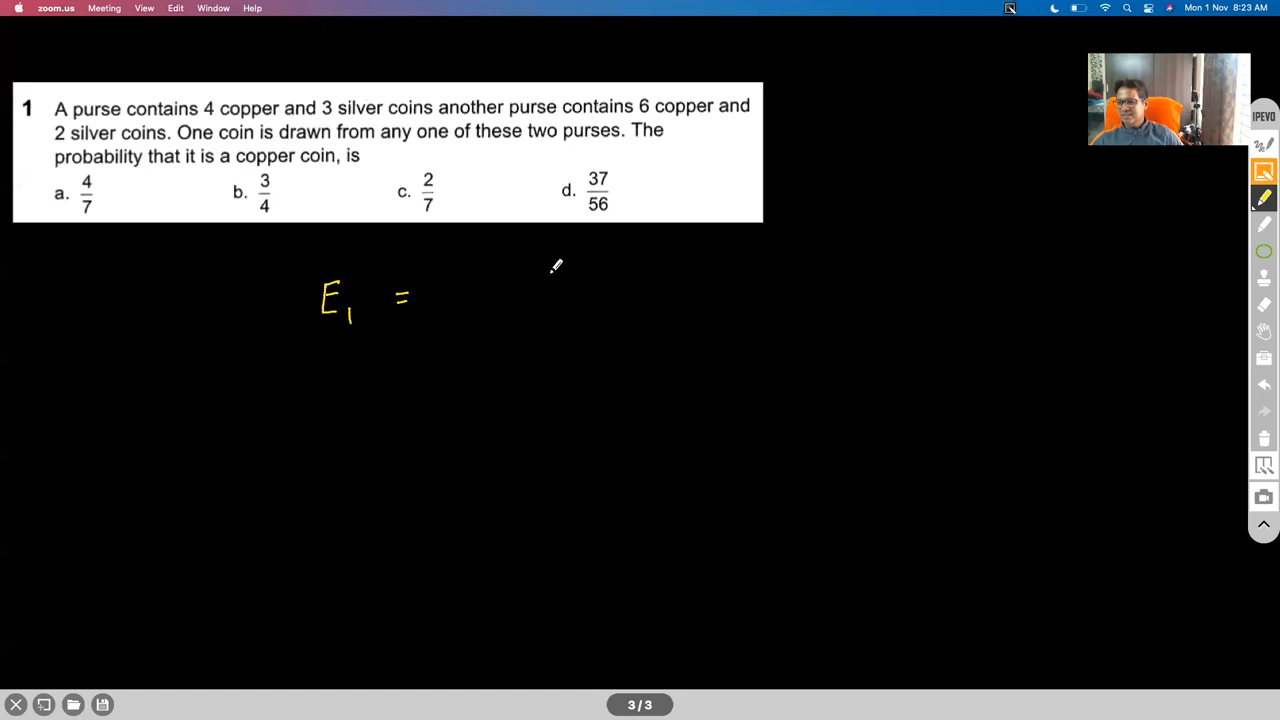 zoom.us Meeting View Edit Window Help Mon 1 Nov 8:23 AM
1 A purse contains 4 copper and 3 silver coins another purse contains 6 copper and
2 silver coins. One coin is drawn from any one of these two purses. The
probability that it is a copper coin, is
a. 4/7 b. 3/4 c. 2/7 d. 37/56
E₁ =
IPEVO
3 / 3